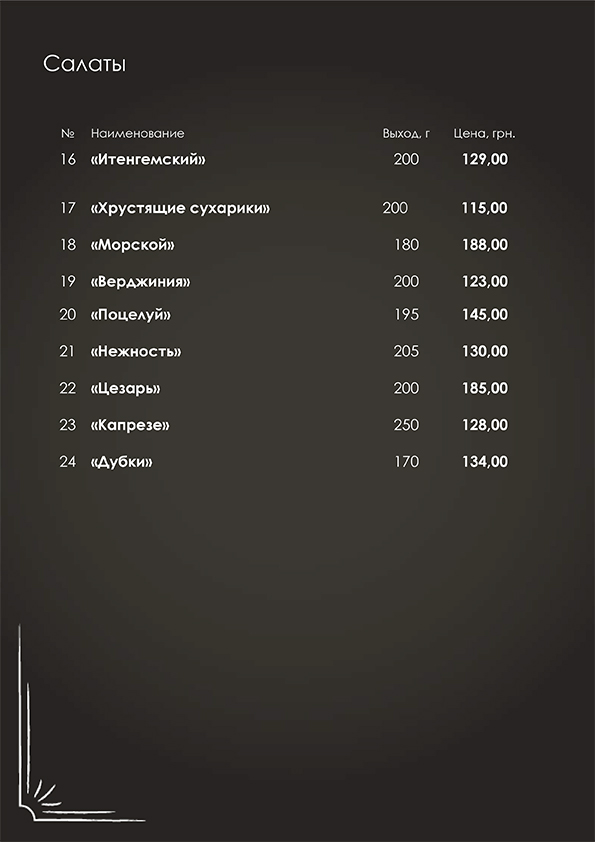 Салаты
№ Наименование Выход, г Цена, грн.
16 «Итенгемский» 200 129,00
17 «Хрустящие сухарики» 200 115,00
18 «Морской» 180 188,00
19 «Верджиния» 200 123,00
20 «Поцелуй» 195 145,00
21 «Нежность» 205 130,00
22 «Цезарь» 200 185,00
23 «Капрезе» 250 128,00
24 «Дубки» 170 134,00